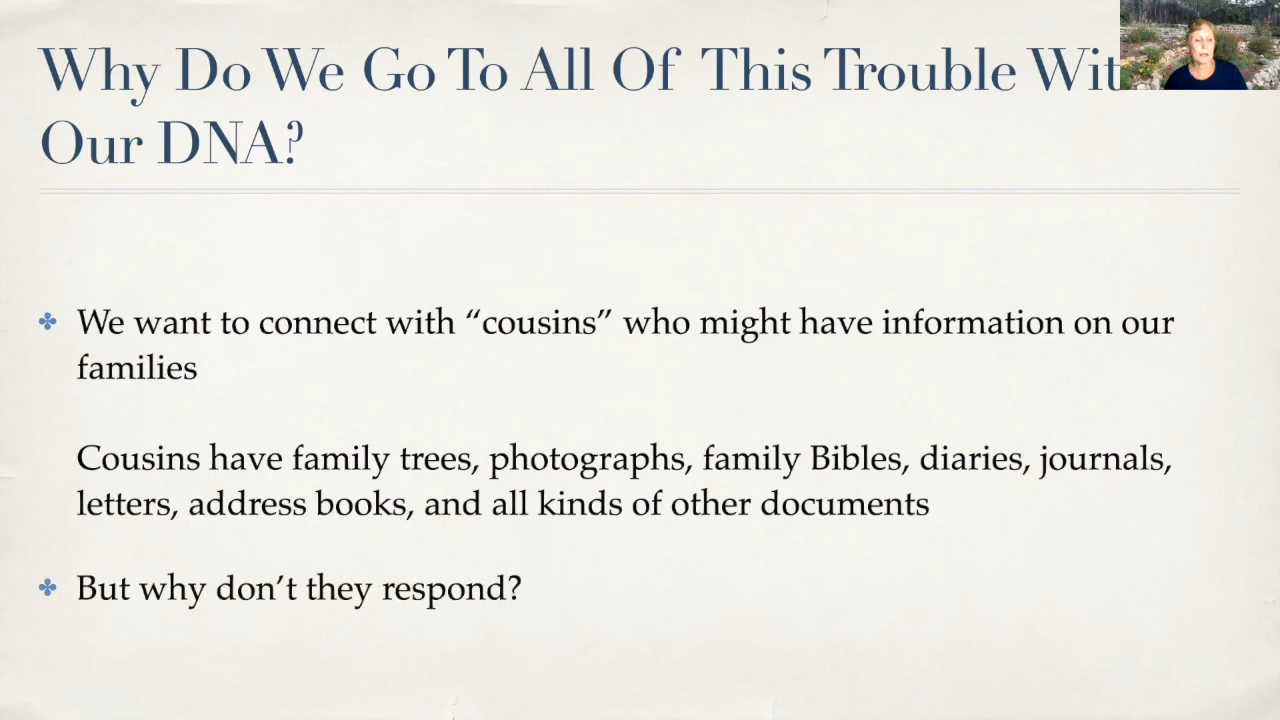 Why Do We Go To All Of This Trouble
Our DNA?
We want to connect with “cousins” who might have information on our
families
Cousins have family trees, photographs, family Bibles, diaries, journals,
letters, address books, and all kinds of other documents
But why don’t they respond?